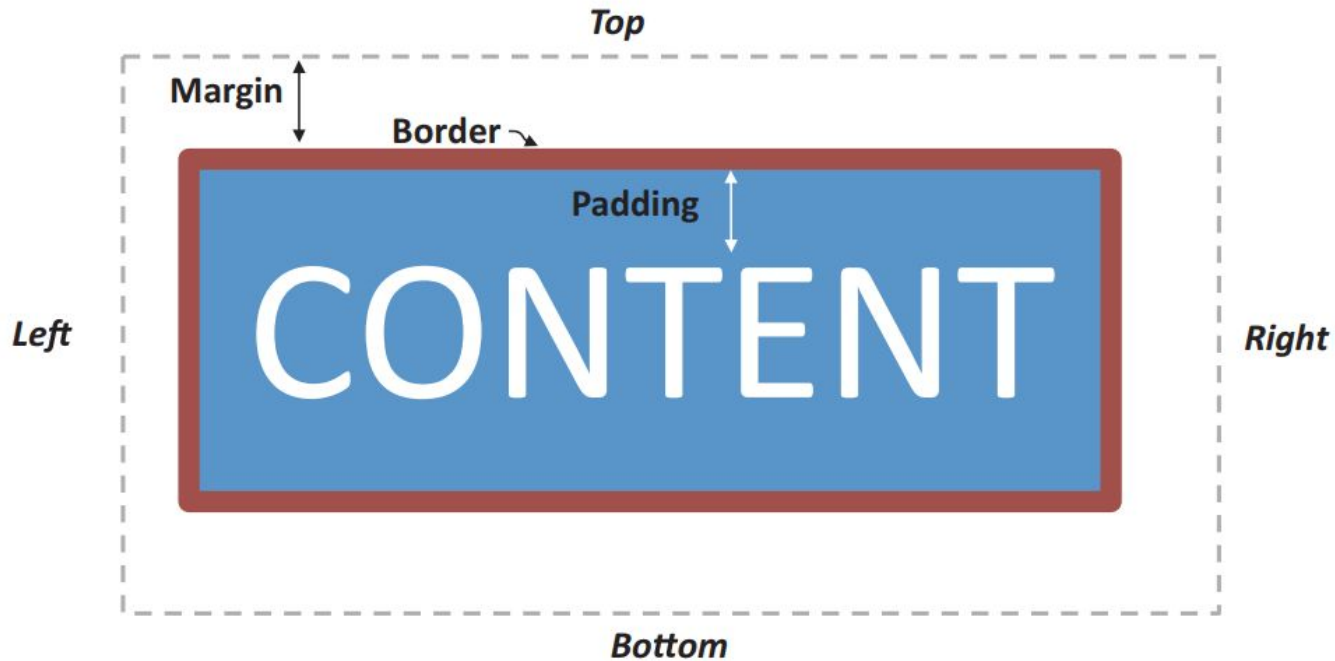 Top
Margin
Border
Padding
CONTENT
Left
Right
Bottom